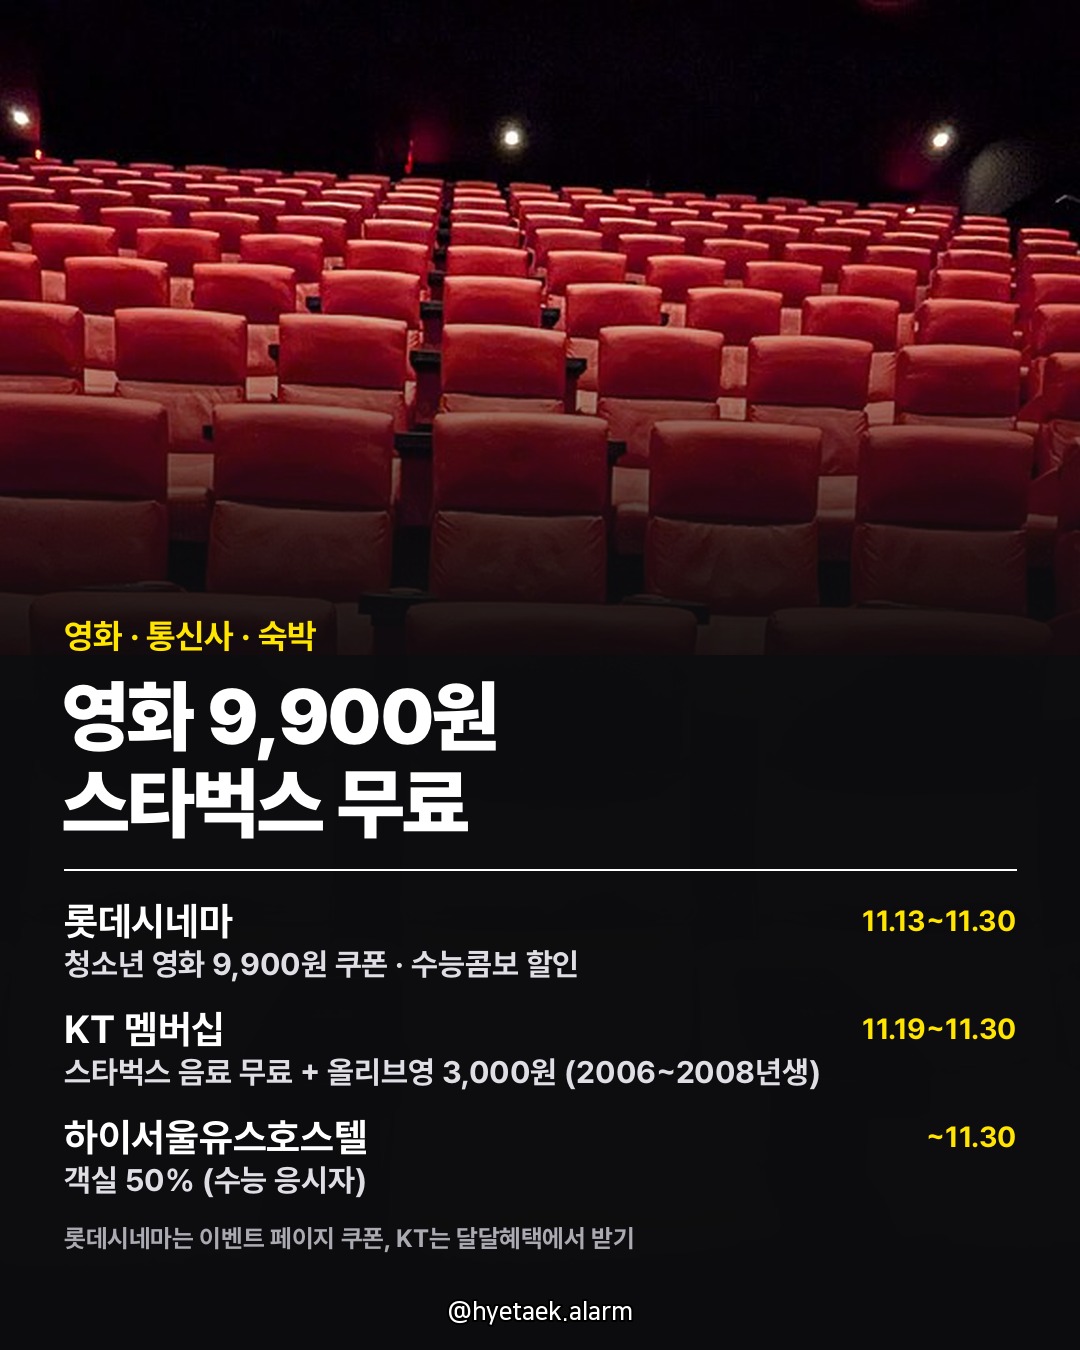 영화 · 통신사 · 숙박
영화 9,900원
스타벅스 무료
롯데시네마 11.13~11.30
청소년 영화 9,900원 쿠폰 · 수능콤보 할인
KT 멤버십 11.19~11.30
스타벅스 음료 무료 + 올리브영 3,000원 (2006~2008년생)
하이서울유스호스텔 ~11.30
객실 50% (수능 응시자)
롯데시네마는 이벤트 페이지 쿠폰, KT는 달달혜택에서 받기
@hyetaek.alarm